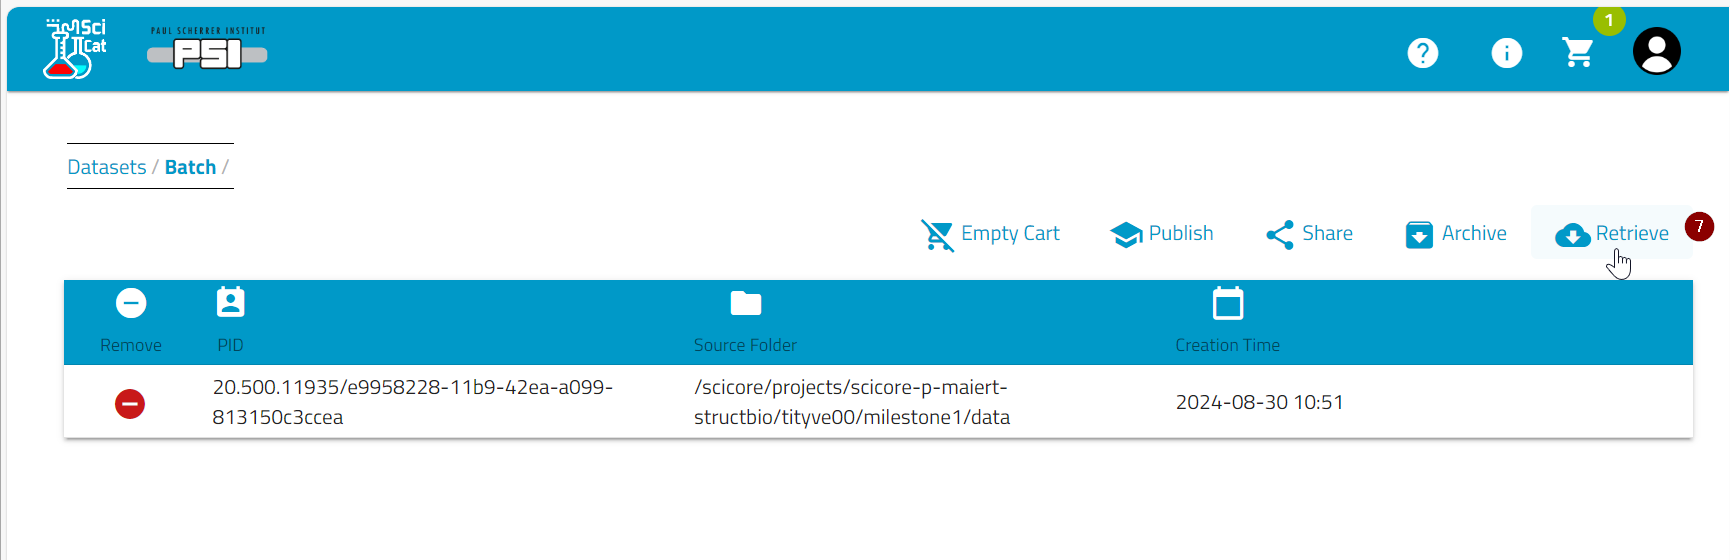 Sci
Cat
PAUL SCHERRER INSTITUT
PSI
?
i
1
Datasets / Batch /
Empty Cart
Publish
Share
Archive
Retrieve
7
Remove
PID
Source Folder
Creation Time
20.500.11935/e9958228-11b9-42ea-a099-
813150c3ccea
/scicore/projects/scicore-p-maiert-
structbio/tityve00/milestone1/data
2024-08-30 10:51